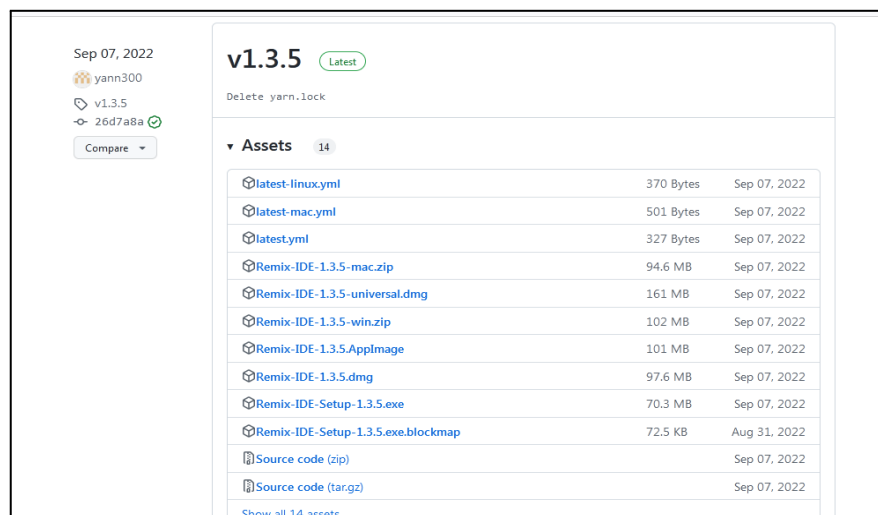 Sep 07, 2022
yann300
v1.3.5
26d7a8a
Compare
v1.3.5 Latest
Delete yarn.lock
Assets 14
latest-linux.yml 370 Bytes Sep 07, 2022
latest-mac.yml 501 Bytes Sep 07, 2022
latest.yml 327 Bytes Sep 07, 2022
Remix-IDE-1.3.5-mac.zip 94.6 MB Sep 07, 2022
Remix-IDE-1.3.5-universal.dmg 161 MB Sep 07, 2022
Remix-IDE-1.3.5-win.zip 102 MB Sep 07, 2022
Remix-IDE-1.3.5.AppImage 101 MB Sep 07, 2022
Remix-IDE-1.3.5.dmg 97.6 MB Sep 07, 2022
Remix-IDE-Setup-1.3.5.exe 70.3 MB Sep 07, 2022
Remix-IDE-Setup-1.3.5.exe.blockmap 72.5 KB Aug 31, 2022
Source code (zip) Sep 07, 2022
Source code (tar.gz) Sep 07, 2022
Show all 14 assets